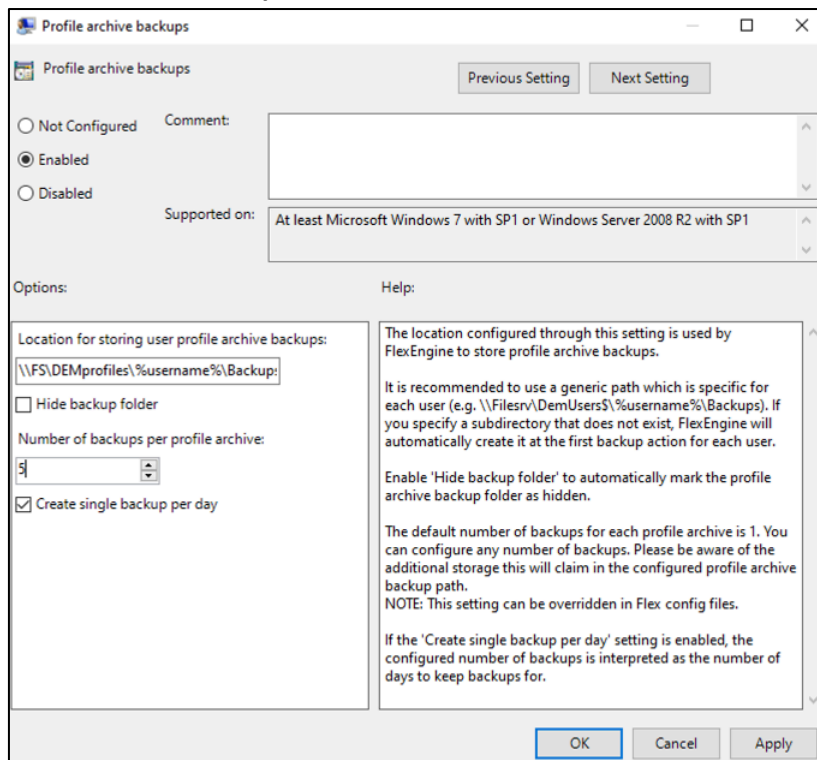 Profile archive backups
Profile archive backups
Previous Setting
Next Setting
Not Configured
Comment:
Enabled
Disabled
Supported on:
At least Microsoft Windows 7 with SP1 or Windows Server 2008 R2 with SP1
Options:
Help:
Location for storing user profile archive backups:
\\FS\DEMprofiles\%username%\Backup:
Hide backup folder
Number of backups per profile archive:
5
Create single backup per day
The location configured through this setting is used by
FlexEngine to store profile archive backups.
It is recommended to use a generic path which is specific for
each user (e.g. \\Filesrv\DemUsers$\%username%\Backups). If
you specify a subdirectory that does not exist, FlexEngine will
automatically create it at the first backup action for each user.
Enable 'Hide backup folder' to automatically mark the profile
archive backup folder as hidden.
The default number of backups for each profile archive is 1. You
can configure any number of backups. Please be aware of the
additional storage this will claim in the configured profile archive
backup path.
NOTE: This setting can be overridden in Flex config files.
If the 'Create single backup per day' setting is enabled, the
configured number of backups is interpreted as the number of
days to keep backups for.
OK
Cancel
Apply